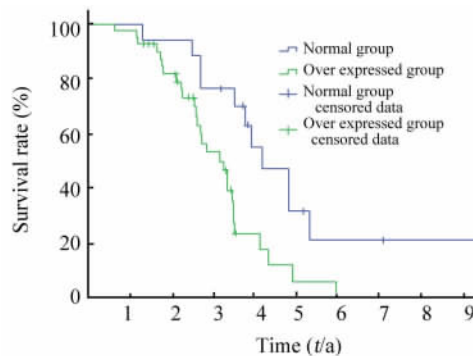 Survival rate (%)
100
80
60
40
20
0
Normal group
Over expressed group
Normal group
censored data
Over expressed group
censored data
1 2 3 4 5 6 7 8 9
Time (t/a)